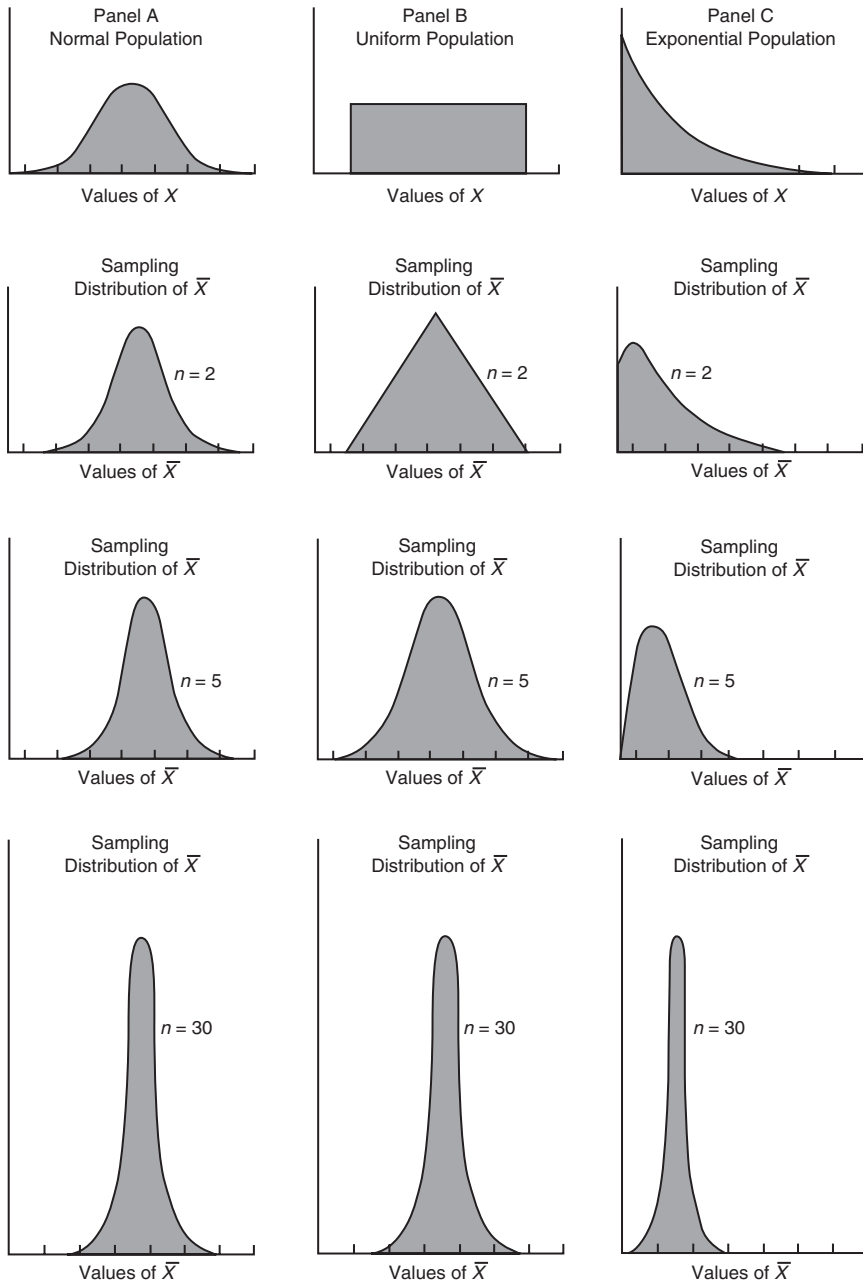 Panel A
Normal Population
Panel B
Uniform Population
Panel C
Exponential Population
Values of X
Values of X
Values of X
Sampling
Distribution of X̅
Sampling
Distribution of X̅
Sampling
Distribution of X̅
n = 2
n = 2
n = 2
Values of X̅
Values of X̅
Values of X̅
Sampling
Distribution of X̅
Sampling
Distribution of X̅
Sampling
Distribution of X̅
n = 5
n = 5
n = 5
Values of X̅
Values of X̅
Values of X̅
Sampling
Distribution of X̅
Sampling
Distribution of X̅
Sampling
Distribution of X̅
n = 30
n = 30
n = 30
Values of X̅
Values of X̅
Values of X̅